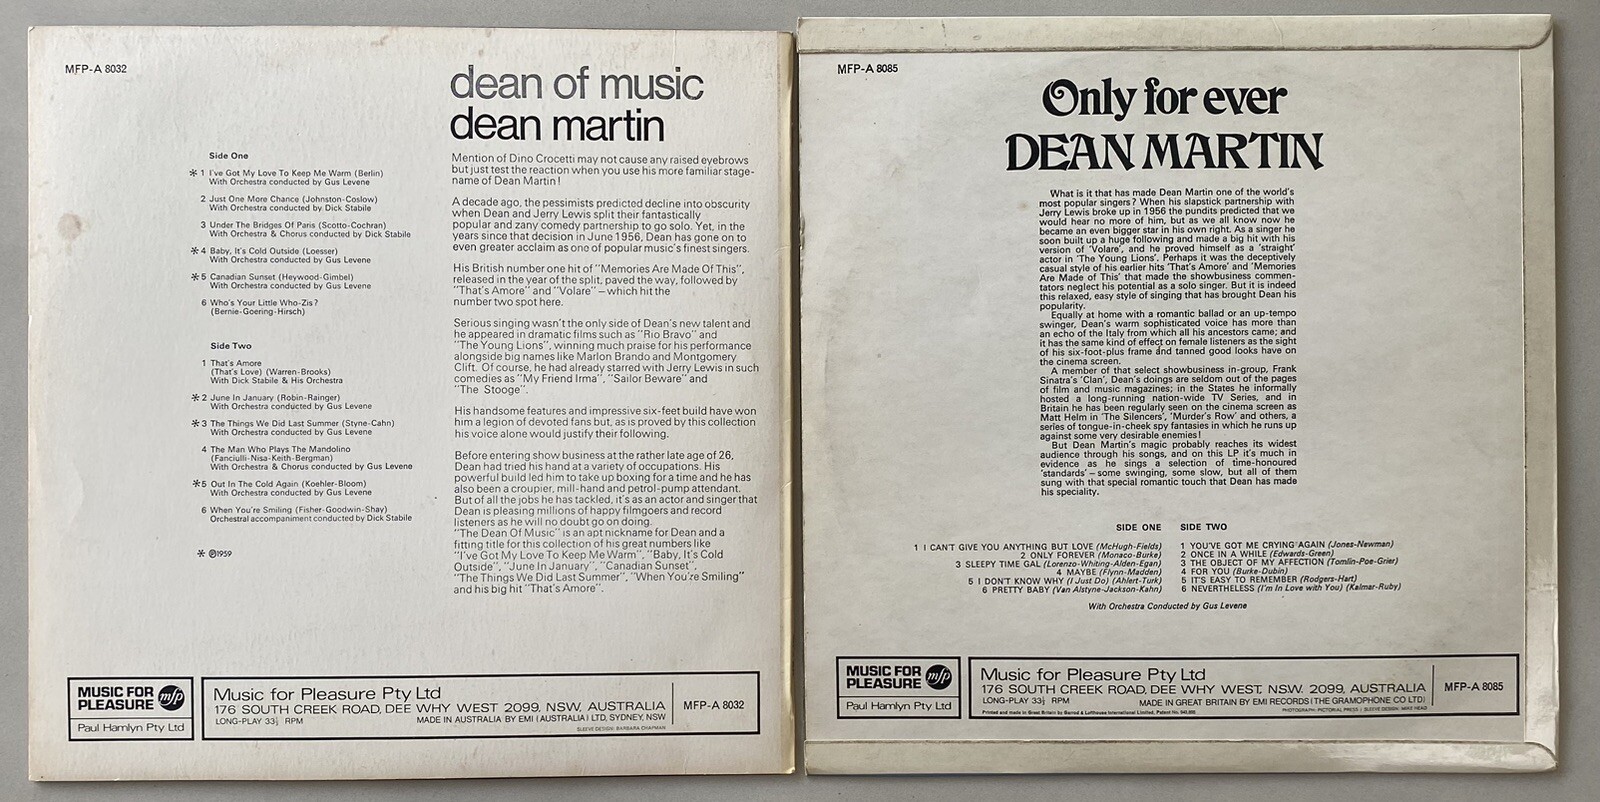 MFP-A 8032
dean of music
dean martin
Side One
* 1 I've Got My Love To Keep Me Warm (Berlin)
With Orchestra conducted by Gus Levene
2 Just One More Chance (Johnston-Coslow)
With Orchestra conducted by Dick Stabile
3 Under The Bridges Of Paris (Scotto-Cochran)
With Orchestra & Chorus conducted by Dick Stabile
* 4 Baby, It's Cold Outside (Loesser)
With Orchestra conducted by Gus Levene
* 5 Canadian Sunset (Heywood-Gimbel)
With Orchestra conducted by Gus Levene
6 Who's Your Little Who-Zis?
(Bernie-Goering-Hirsch)
Side Two
1 That's Amore
(That's Love) (Warren-Brooks)
With Dick Stabile & His Orchestra
* 2 June In January (Robin-Rainger)
With Orchestra conducted by Gus Levene
* 3 The Things We Did Last Summer (Styne-Cahn)
With Orchestra conducted by Gus Levene
4 The Man Who Plays The Mandolino
(Fanciulli-Nisa-Keith-Bergman)
With Orchestra & Chorus conducted by Gus Levene
* 5 Out In The Cold Again (Koehler-Bloom)
With Orchestra conducted by Gus Levene
6 When You're Smiling (Fisher-Goodwin-Shay)
Orchestral accompaniment conducted by Dick Stabile
* ℗1959
Mention of Dino Crocetti may not cause any raised eyebrows
but just test the reaction when you use his more familiar stage-
name of Dean Martin!
A decade ago, the pessimists predicted decline into obscurity
when Dean and Jerry Lewis split their fantastically
popular and zany comedy partnership to go solo. Yet, in the
years since that decision in June 1956, Dean has gone on to
even greater acclaim as one of popular music's finest singers.
His British number one hit of "Memories Are Made Of This",
released in the year of the split, paved the way, followed by
"That's Amore" and "Volare" – which hit the
number two spot here.
Serious singing wasn't the only side of Dean's new talent and
he appeared in dramatic films such as "Rio Bravo" and
"The Young Lions", winning much praise for his performance
alongside big names like Marlon Brando and Montgomery
Clift. Of course, he had already starred with Jerry Lewis in such
comedies as "My Friend Irma", "Sailor Beware" and
"The Stooge".
His handsome features and impressive six-feet build have won
him a legion of devoted fans but, as is proved by this collection
his voice alone would justify their following.
Before entering show business at the rather late age of 26,
Dean had tried his hand at a variety of occupations. His
powerful build led him to take up boxing for a time and he has
also been a croupier, mill-hand and petrol-pump attendant.
But of all the jobs he has tackled, it's as an actor and singer that
Dean is pleasing millions of happy filmgoers and record
listeners as he will no doubt go on doing.
"The Dean Of Music" is an apt nickname for Dean and a
fitting title for this collection of his great numbers like
"I've Got My Love To Keep Me Warm", "Baby, It's Cold
Outside", "June In January", "Canadian Sunset",
"The Things We Did Last Summer", "When You're Smiling"
and his big hit "That's Amore".
MUSIC FOR
PLEASURE mfp
Paul Hamlyn Pty Ltd
Music for Pleasure Pty Ltd
176 SOUTH CREEK ROAD, DEE WHY WEST 2099, NSW, AUSTRALIA
LONG-PLAY 33⅓ RPM MADE IN AUSTRALIA BY EMI (AUSTRALIA) LTD, SYDNEY, NSW
SLEEVE DESIGN: BARBARA CHAPMAN
MFP-A 8032
MFP-A 8085
Only for ever
DEAN MARTIN
What is it that has made Dean Martin one of the world's
most popular singers? When his slapstick partnership with
Jerry Lewis broke up in 1956 the pundits predicted that we
would hear no more of him, but as we all know now he
became an even bigger star in his own right. As a singer he
soon built up a huge following and made a big hit with his
version of 'Volare', and he proved himself as a 'straight'
actor in 'The Young Lions'. Perhaps it was the deceptively
casual style of his earlier hits 'That's Amore' and 'Memories
Are Made of This' that made the showbusiness commen-
tators neglect his potential as a solo singer. But it is indeed
this relaxed, easy style of singing that has brought Dean his
popularity.
Equally at home with a romantic ballad or an up-tempo
swinger, Dean's warm sophisticated voice has more than
an echo of the Italy from which all his ancestors came; and
it has the same kind of effect on female listeners as the sight
of his six-foot-plus frame and tanned good looks have on
the cinema screen.
A member of that select showbusiness in-group, Frank
Sinatra's 'Clan', Dean's doings are seldom out of the pages
of film and music magazines; in the States he informally
hosted a long-running nation-wide TV Series, and in
Britain he has been regularly seen on the cinema screen as
Matt Helm in 'The Silencers', 'Murder's Row' and others, a
series of tongue-in-cheek spy fantasies in which he runs up
against some very desirable enemies!
But Dean Martin's magic probably reaches its widest
audience through his songs, and on this LP it's much in
evidence as he sings a selection of time-honoured
'standards' – some swinging, some slow, but all of them
sung with that special romantic touch that Dean has made
his speciality.
SIDE ONE
1 I CAN'T GIVE YOU ANYTHING BUT LOVE (McHugh-Fields)
2 ONLY FOREVER (Monaco-Burke)
3 SLEEPY TIME GAL (Lorenzo-Whiting-Alden-Egan)
4 MAYBE (Flynn-Madden)
5 I DON'T KNOW WHY (I Just Do) (Ahlert-Turk)
6 PRETTY BABY (Van Alstyne-Jackson-Kahn)
SIDE TWO
1 YOU'VE GOT ME CRYING AGAIN (Jones-Newman)
2 ONCE IN A WHILE (Edwards-Green)
3 THE OBJECT OF MY AFFECTION (Tomlin-Poe-Grier)
4 FOR YOU (Burke-Dubin)
5 IT'S EASY TO REMEMBER (Rodgers-Hart)
6 NEVERTHELESS (I'm In Love with You) (Kalmar-Ruby)
With Orchestra Conducted by Gus Levene
MUSIC FOR
PLEASURE mfp
Paul Hamlyn Pty Ltd
Music for Pleasure Pty Ltd
176 SOUTH CREEK ROAD, DEE WHY WEST, NSW. 2099, AUSTRALIA
LONG-PLAY 33⅓ RPM MADE IN GREAT BRITAIN BY EMI RECORDS (THE GRAMOPHONE CO LTD)
Printed and made in Great Britain by Garrod & Lofthouse International Limited, Patent No. PHOTOGRAPH: PICTORIAL PRESS / SLEEVE DESIGN: MIKE HEAD
MFP-A 8085